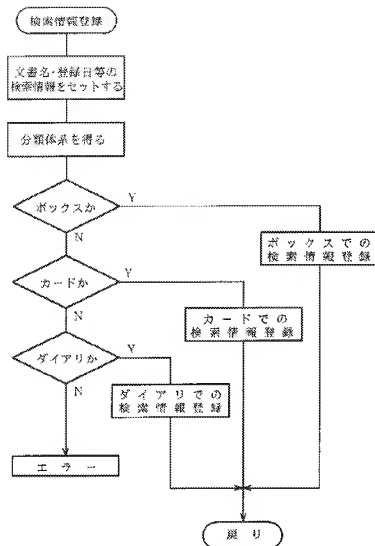 検索情報登録
文書名・登録日等の
検索情報をセットする
分類体系を得る
ボックスか
Y
N
ボックスでの
検索情報登録
カードか
Y
N
カードでの
検索情報登録
ダイアリか
Y
N
ダイアリでの
検索情報登録
エラー
戻り